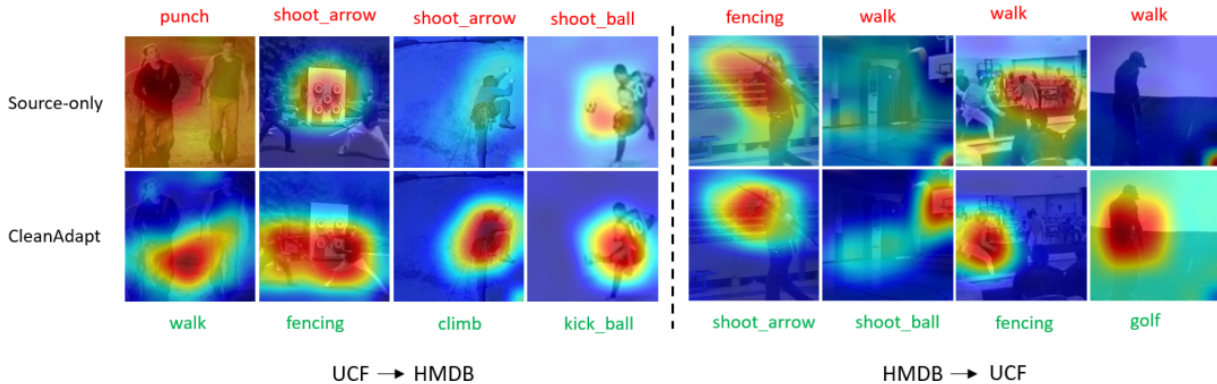 punch shoot_arrow shoot_arrow shoot_ball fencing walk walk walk
Source-only
CleanAdapt
walk fencing climb kick_ball shoot_arrow shoot_ball fencing golf
UCF → HMDB HMDB → UCF